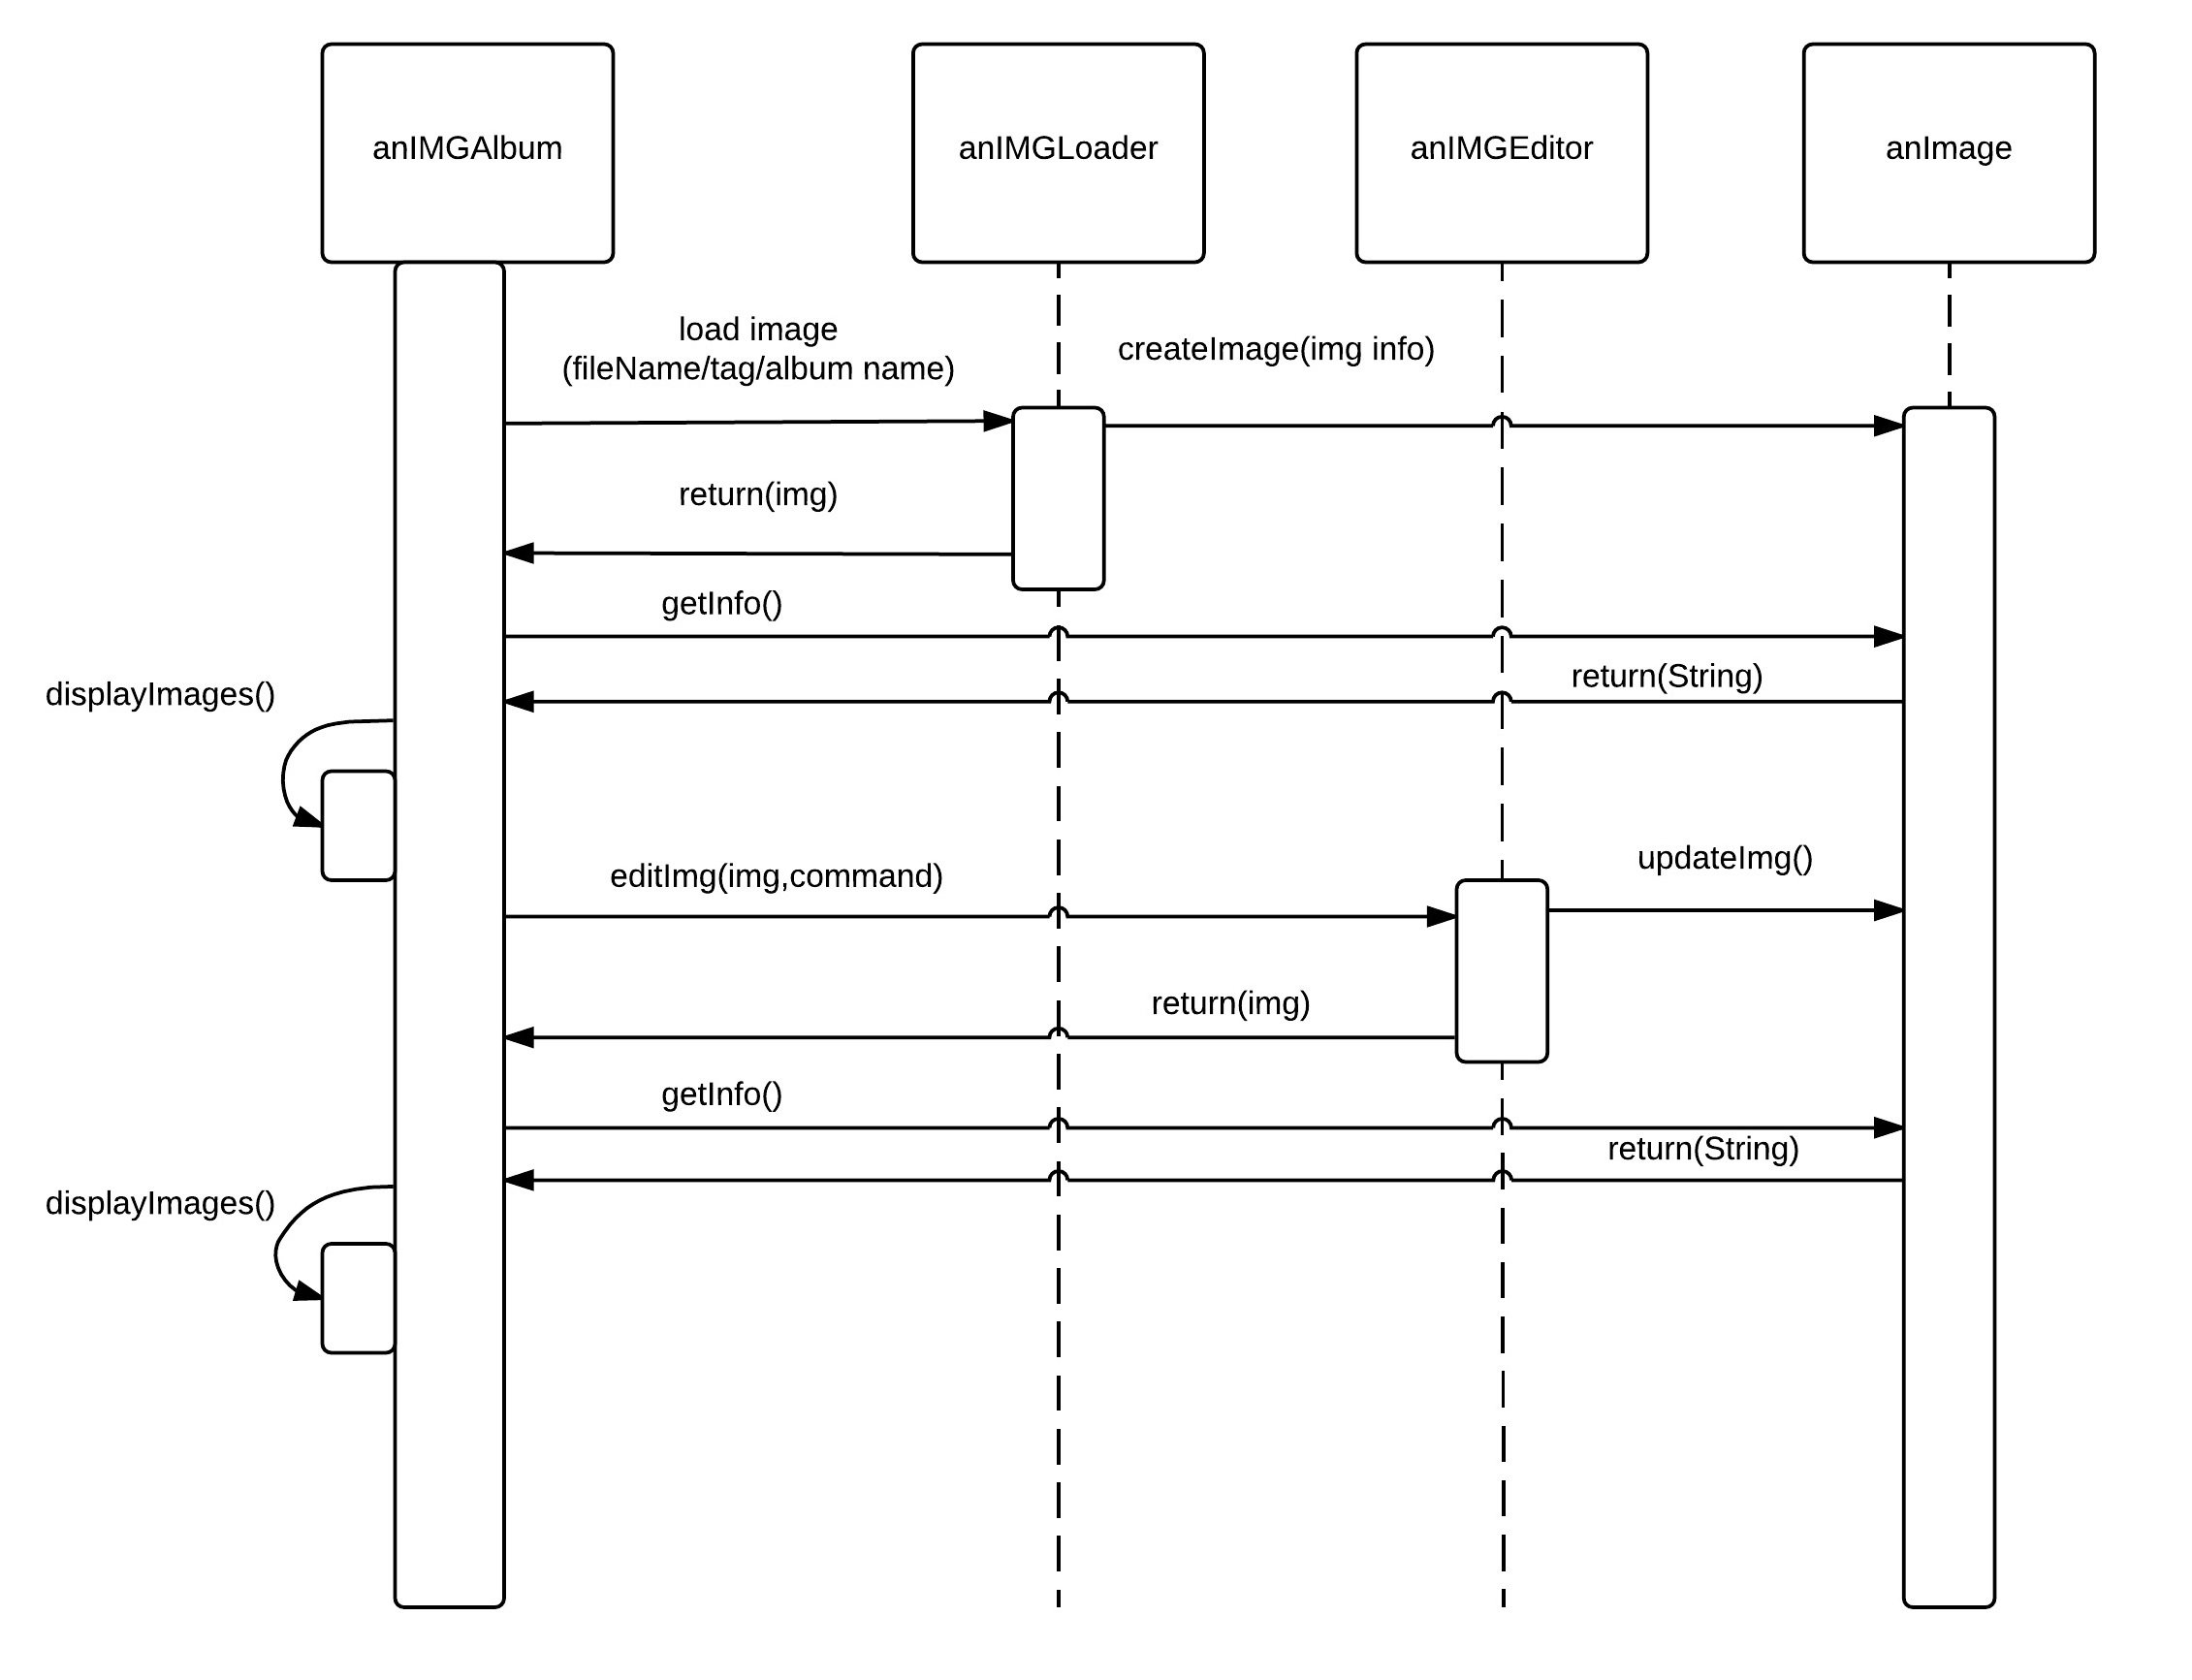 anIMGAlbum
anIMGLoader
anIMGEditor
anImage
load image
(fileName/tag/album name)
createImage(img info)
return(img)
getInfo()
return(String)
displayImages()
updateImg()
editImg(img,command)
return(img)
getInfo()
return(String)
displayImages()